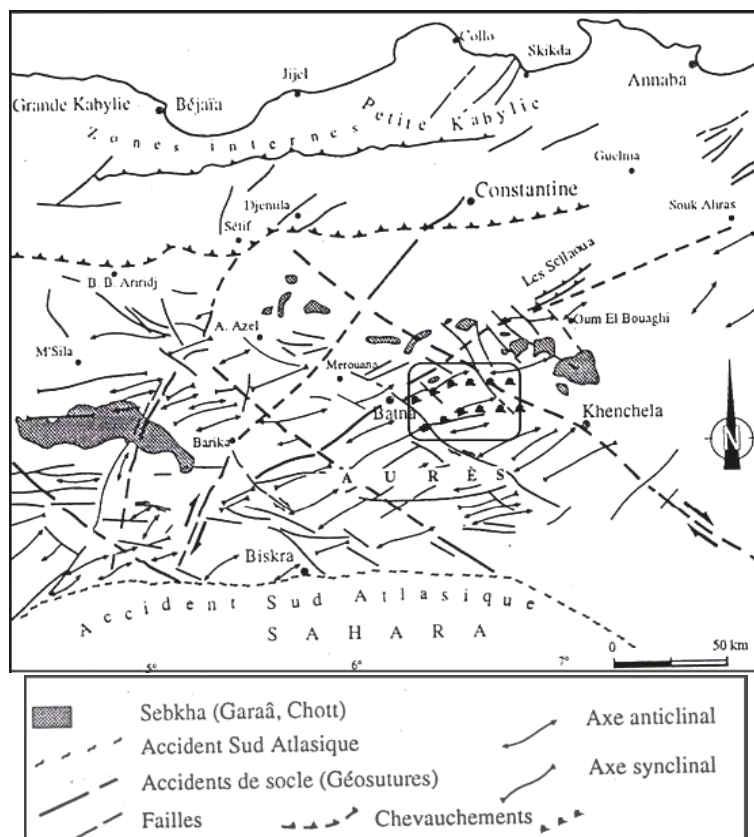 Collo
Skikda
Jijel
Annaba
Grande Kabylie
Béjaïa
Zones internes
Petite Kabylie
Guelma
Constantine
Djemila
Souk Ahras
Sétif
Les Sellaoua
B. B. Arriridj
Oum El Bouaghi
A. Azel
M'Sila
Merouana
Batna
Khenchela
N
Barika
AURÈS
Biskra
Accident Sud Atlasique
SAHARA
0 50 km
5° 6° 7°
Sebkha (Garaâ, Chott)
Axe anticlinal
Accident Sud Atlasique
Accidents de socle (Géosutures)
Axe synclinal
Failles
Chevauchements